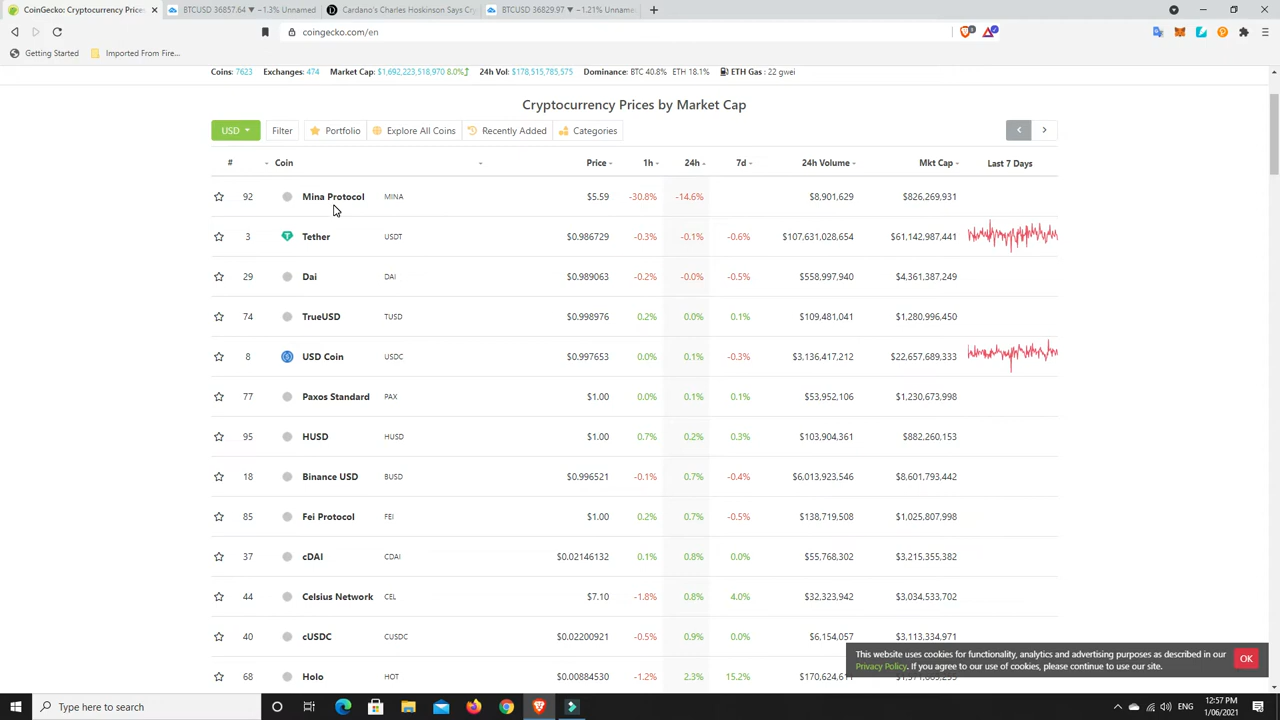 CoinGecko: Cryptocurrency Prices
BTCUSD 36857.64 ▼ −1.3% Unnamed
Cardano's Charles Hoskinson Says Cry
BTCUSD 36829.97 ▼ −1.21% Unname
coingecko.com/en
Getting Started
Imported From Fire...
Coins: 7623 Exchanges: 474 Market Cap: $1,692,223,518,970 8.0% 24h Vol: $178,515,785,575 Dominance: BTC 40.8% ETH 18.1% ETH Gas : 22 gwei
Cryptocurrency Prices by Market Cap
USD Filter Portfolio Explore All Coins Recently Added Categories
# Coin Price 1h 24h 7d 24h Volume Mkt Cap Last 7 Days
92 Mina Protocol MINA $5.59 -30.8% -14.6% $8,901,629 $826,269,931
3 Tether USDT $0.986729 -0.3% -0.1% -0.6% $107,631,028,654 $61,142,987,441
29 Dai DAI $0.989063 -0.2% -0.0% -0.5% $558,997,940 $4,361,387,249
74 TrueUSD TUSD $0.998976 0.2% 0.0% 0.1% $109,481,041 $1,280,996,450
8 USD Coin USDC $0.997653 0.0% 0.1% -0.3% $3,136,417,212 $22,657,689,333
77 Paxos Standard PAX $1.00 0.0% 0.1% 0.1% $53,952,106 $1,230,673,998
95 HUSD HUSD $1.00 0.7% 0.2% 0.3% $103,904,361 $882,260,153
18 Binance USD BUSD $0.996521 -0.1% 0.7% -0.4% $6,013,923,546 $8,601,793,442
85 Fei Protocol FEI $1.00 0.2% 0.7% -0.5% $138,719,508 $1,025,807,998
37 cDAI CDAI $0.02146132 0.1% 0.8% 0.0% $55,768,302 $3,215,355,382
44 Celsius Network CEL $7.10 -1.8% 0.8% 4.0% $32,323,942 $3,034,533,702
40 cUSDC CUSDC $0.02200921 -0.5% 0.9% 0.0% $6,154,057 $3,113,334,971
68 Holo HOT $0.00884530 -1.2% 2.3% 15.2%
This website uses cookies for functionality, analytics and advertising purposes as described in our
Privacy Policy. If you agree to our use of cookies, please continue to use our site.
OK
Type here to search
ENG
12:57 PM
1/06/2021